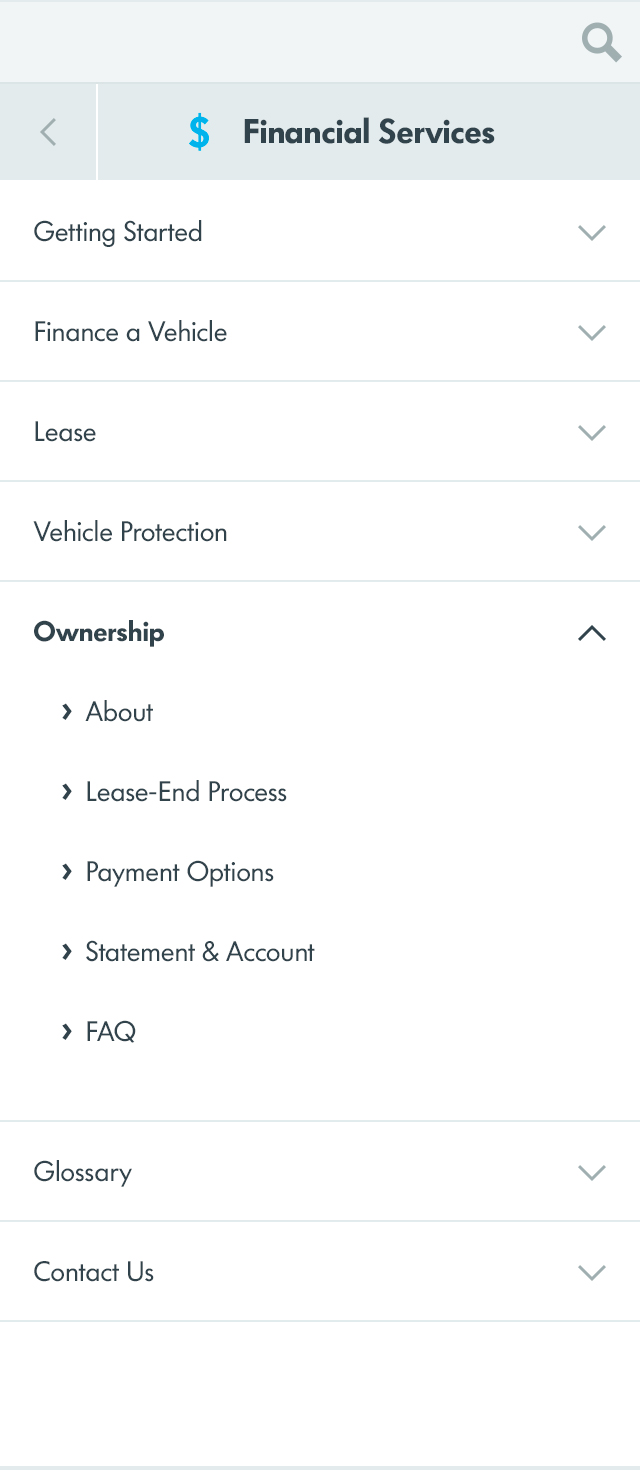 $ Financial Services
Getting Started
Finance a Vehicle
Lease
Vehicle Protection
Ownership
› About
› Lease-End Process
› Payment Options
› Statement & Account
› FAQ
Glossary
Contact Us